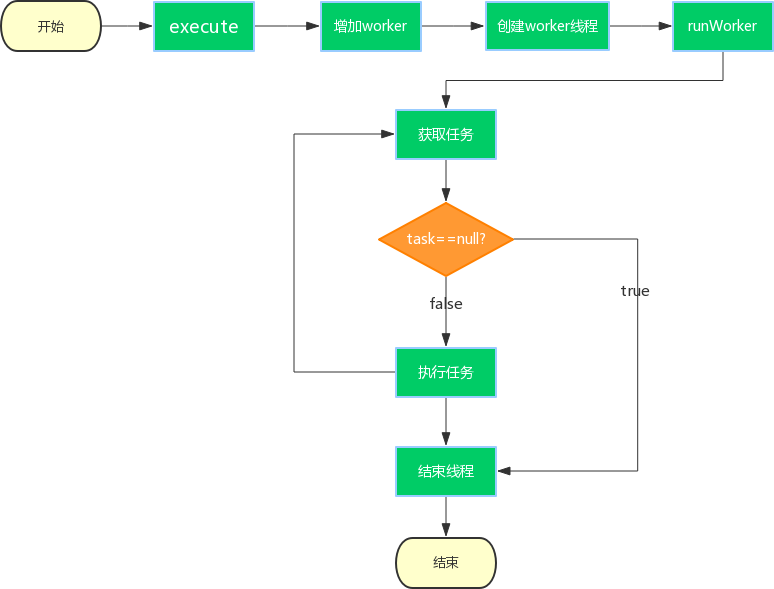 开始
execute
增加worker
创建worker线程
runWorker
获取任务
task==null?
true
false
执行任务
结束线程
结束